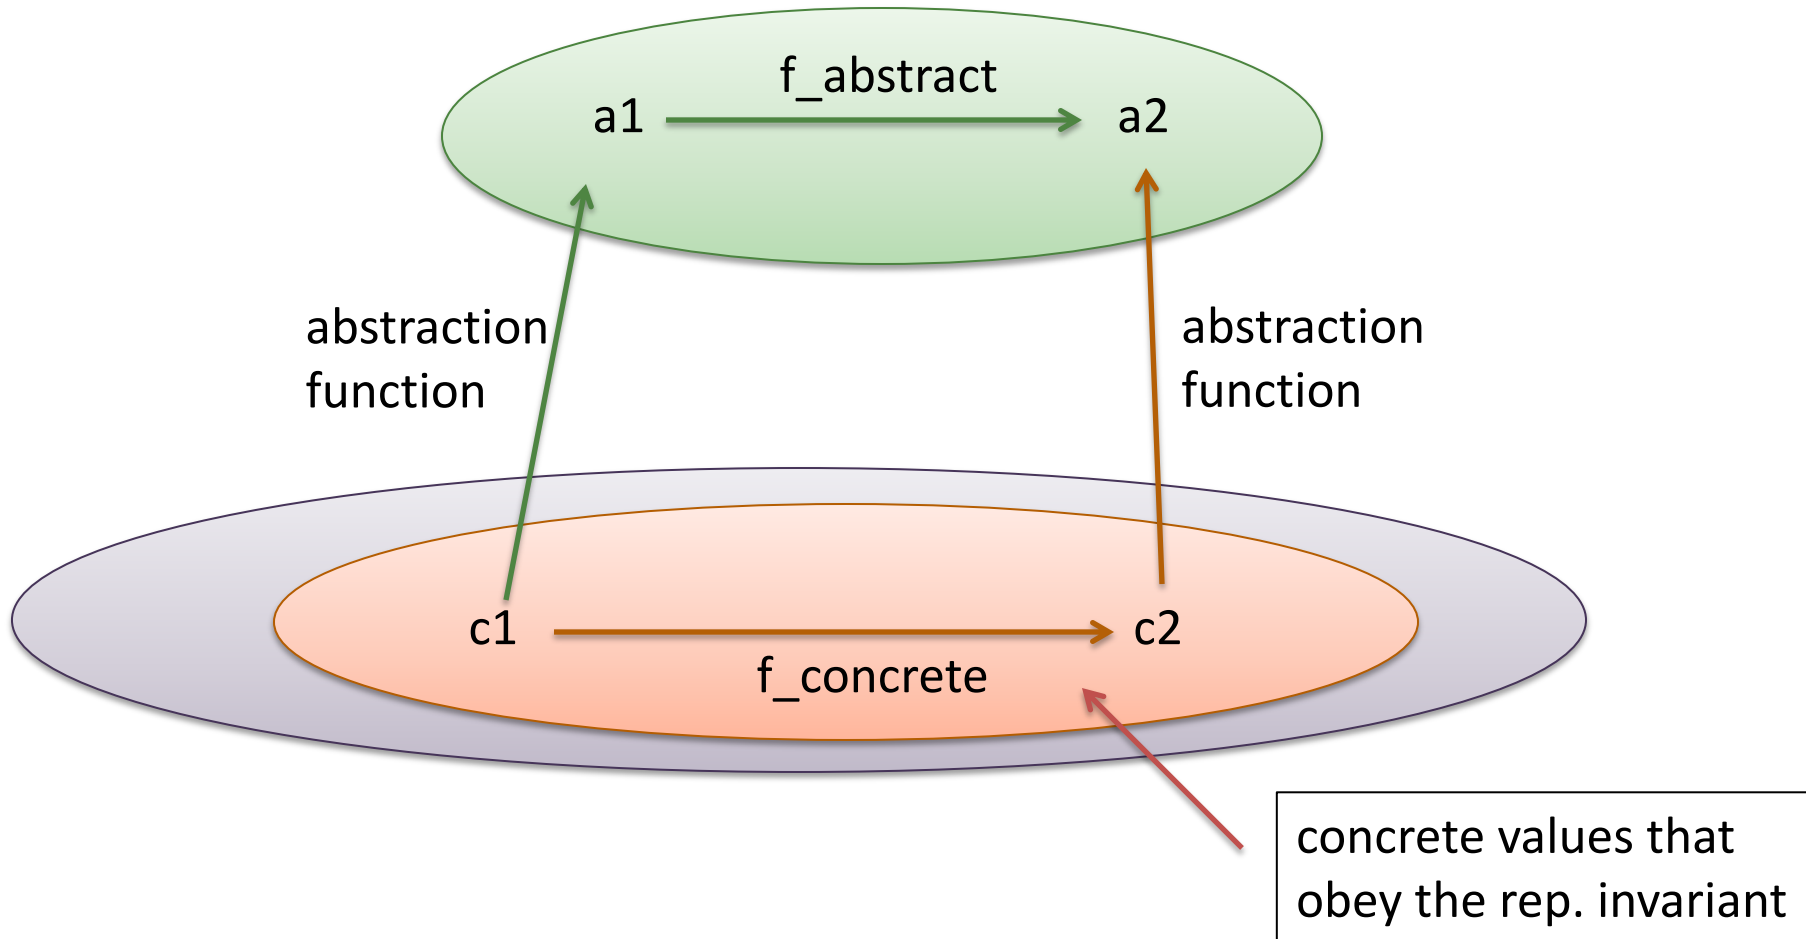 f_abstract
a1
a2
abstraction
function
abstraction
function
c1
c2
f_concrete
concrete values that
obey the rep. invariant